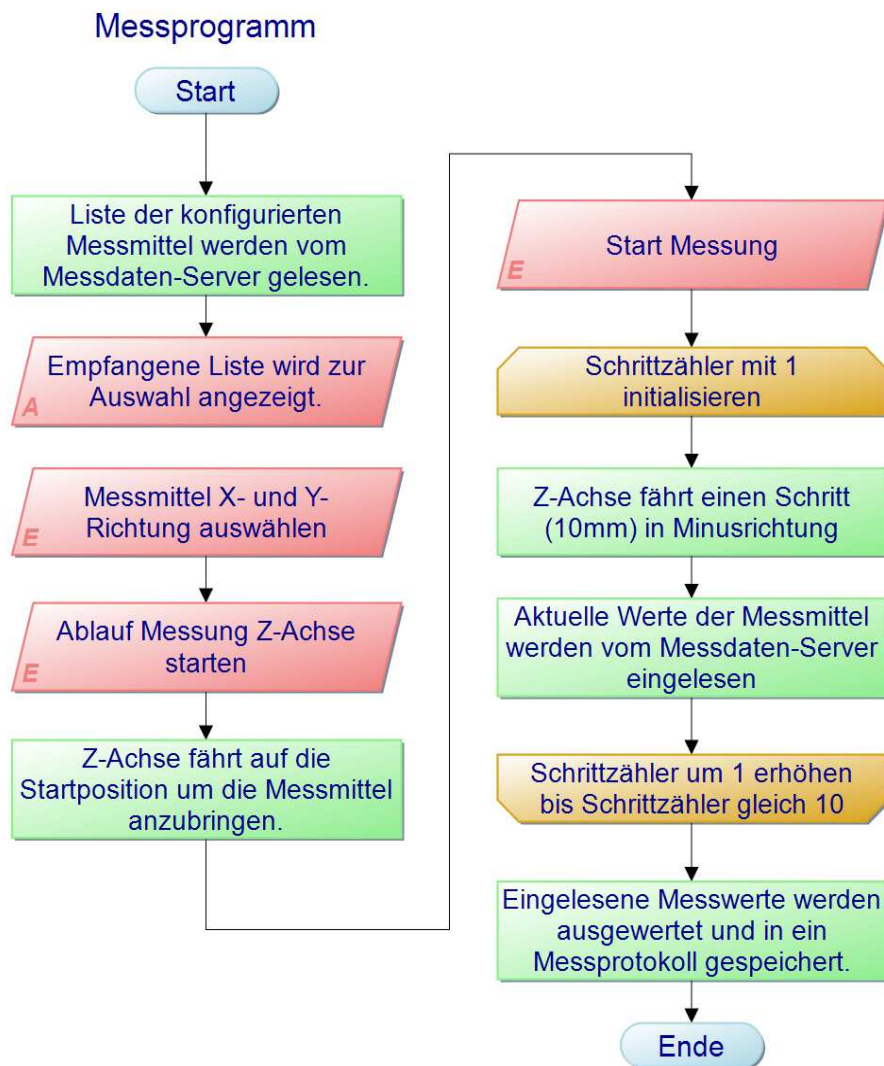 Messprogramm
Start
Liste der konfigurierten
Messmittel werden vom
Messdaten-Server gelesen.
Empfangene Liste wird zur
Auswahl angezeigt.
A
Messmittel X- und Y-
Richtung auswählen
E
Ablauf Messung Z-Achse
starten
E
Z-Achse fährt auf die
Startposition um die Messmittel
anzubringen.
Start Messung
E
Schrittzähler mit 1
initialisieren
Z-Achse fährt einen Schritt
(10mm) in Minusrichtung
Aktuelle Werte der Messmittel
werden vom Messdaten-Server
eingelesen
Schrittzähler um 1 erhöhen
bis Schrittzähler gleich 10
Eingelesene Messwerte werden
ausgewertet und in ein
Messprotokoll gespeichert.
Ende